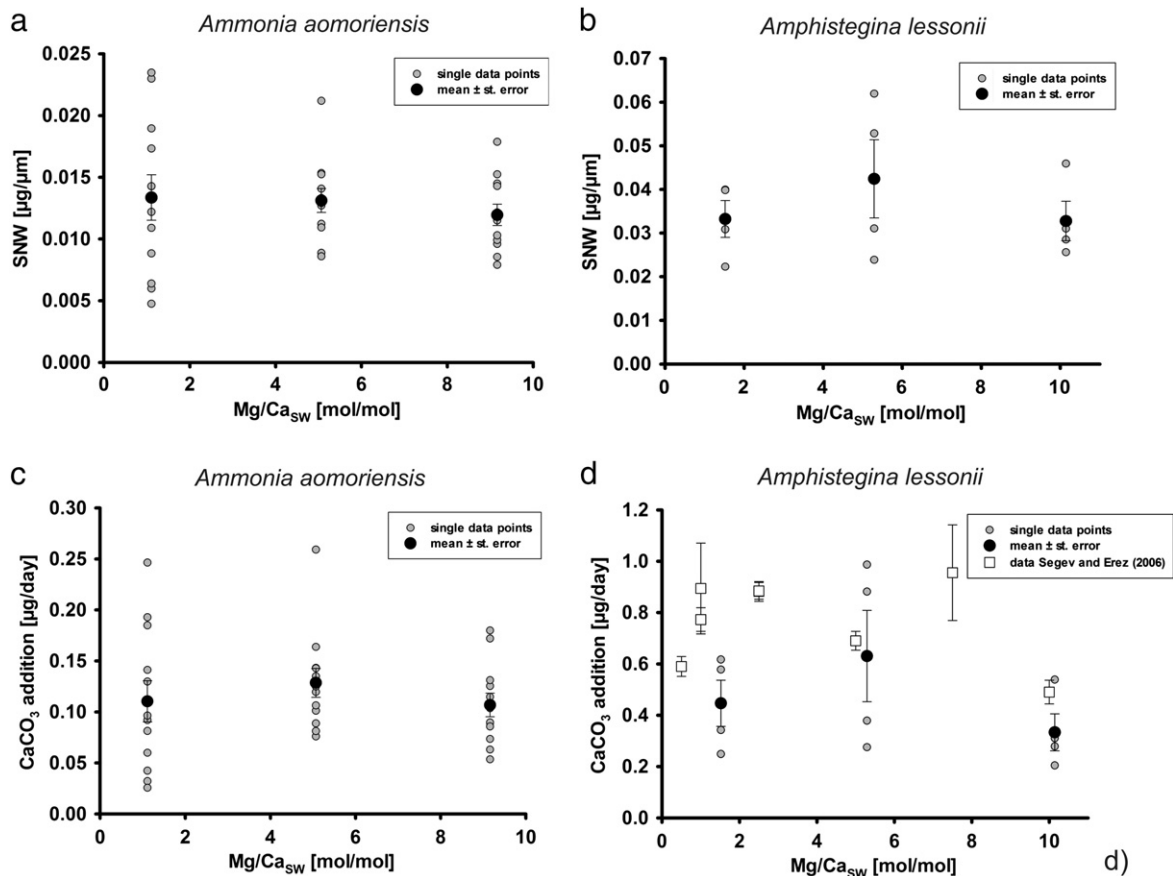 a
Ammonia aomoriensis
0.025
0.020
0.015
0.010
0.005
0.000
SNW [µg/µm]
single data points
mean ± st. error
0 2 4 6 8 10
Mg/CaSW [mol/mol]
b
Amphistegina lessonii
0.07
0.06
0.05
0.04
0.03
0.02
0.01
0.00
SNW [µg/µm]
single data points
mean ± st. error
0 2 4 6 8 10
Mg/CaSW [mol/mol]
c
Ammonia aomoriensis
0.30
0.25
0.20
0.15
0.10
0.05
0.00
CaCO3 addition [µg/day]
single data points
mean ± st. error
0 2 4 6 8 10
Mg/CaSW [mol/mol]
d
Amphistegina lessonii
1.2
1.0
0.8
0.6
0.4
0.2
0.0
CaCO3 addition [µg/day]
single data points
mean ± st. error
data Segev and Erez (2006)
0 2 4 6 8 10
Mg/CaSW [mol/mol]
d)